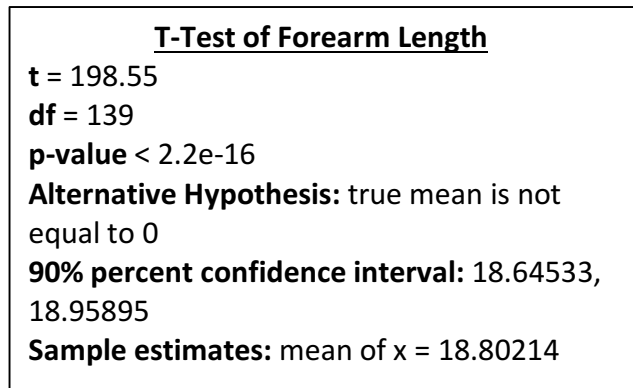 T-Test of Forearm Length
t = 198.55
df = 139
p-value < 2.2e-16
Alternative Hypothesis: true mean is not
equal to 0
90% percent confidence interval: 18.64533,
18.95895
Sample estimates: mean of x = 18.80214